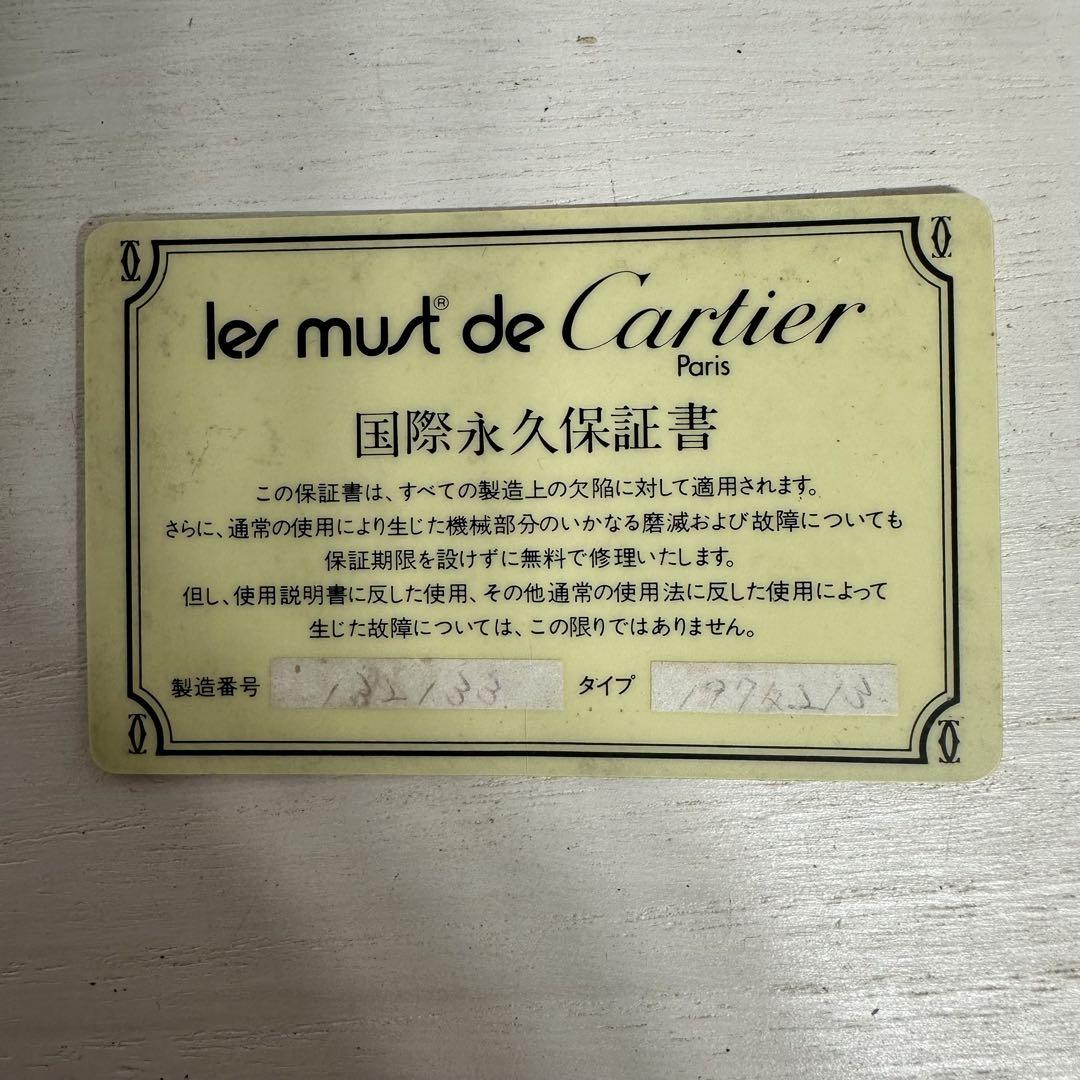 les must® de Cartier
Paris
国際永久保証書
この保証書は、すべての製造上の欠陥に対して適用されます。
さらに、通常の使用により生じた機械部分のいかなる磨滅および故障についても
保証期限を設けずに無料で修理いたします。
但し、使用説明書に反した使用、その他通常の使用法に反した使用によって
生じた故障については、この限りではありません。
製造番号 タイプ